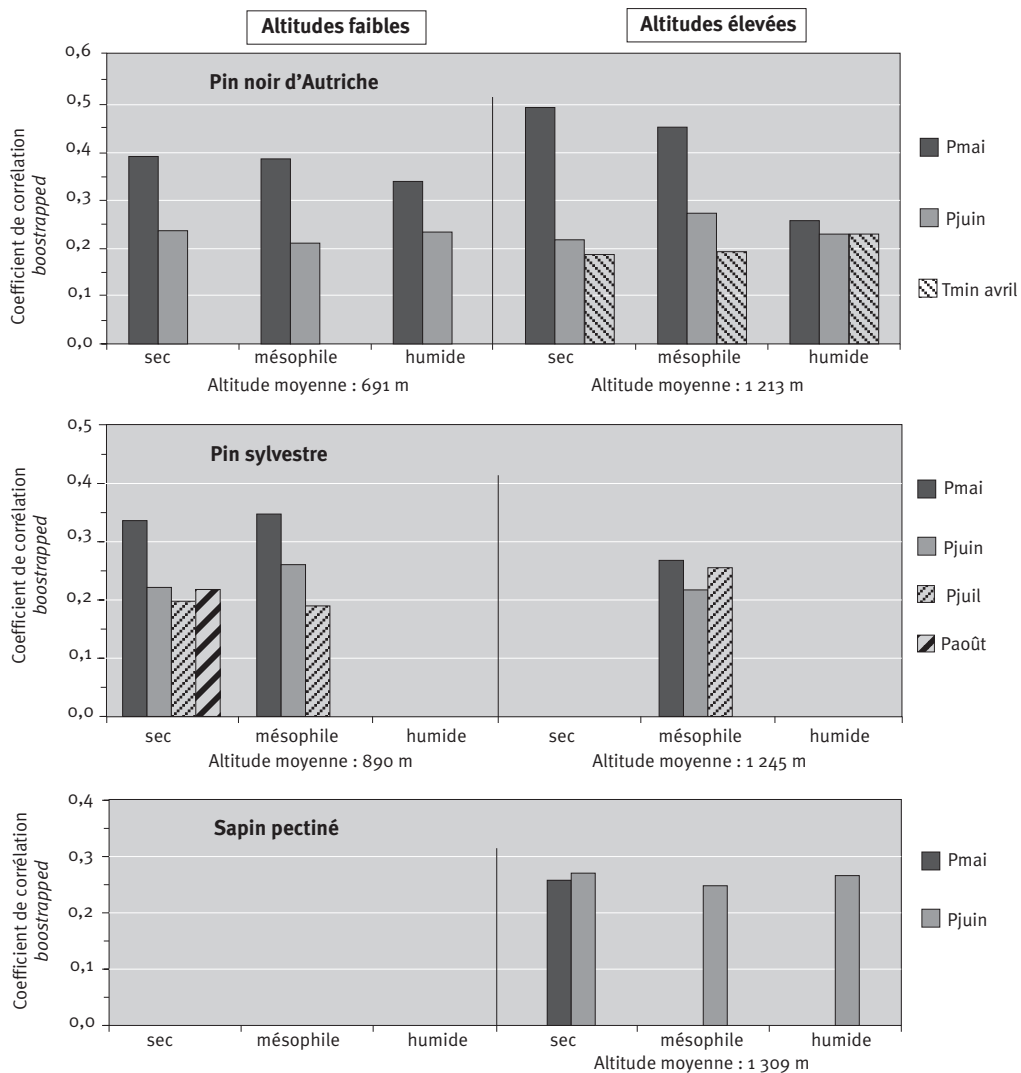 Altitudes faibles
Altitudes élevées
Coefficient de corrélation
boostrapped
0,6
0,5
0,4
0,3
0,2
0,1
0,0
Pin noir d'Autriche
Pmai
Pjuin
Tmin avril
sec mésophile humide sec mésophile humide
Altitude moyenne : 691 m Altitude moyenne : 1 213 m
Coefficient de corrélation
boostrapped
0,5
0,4
0,3
0,2
0,1
0,0
Pin sylvestre
Pmai
Pjuin
Pjuil
Paoût
sec mésophile humide sec mésophile humide
Altitude moyenne : 890 m Altitude moyenne : 1 245 m
Coefficient de corrélation
boostrapped
0,4
0,3
0,2
0,1
0,0
Sapin pectiné
Pmai
Pjuin
sec mésophile humide sec mésophile humide
Altitude moyenne : 1 309 m